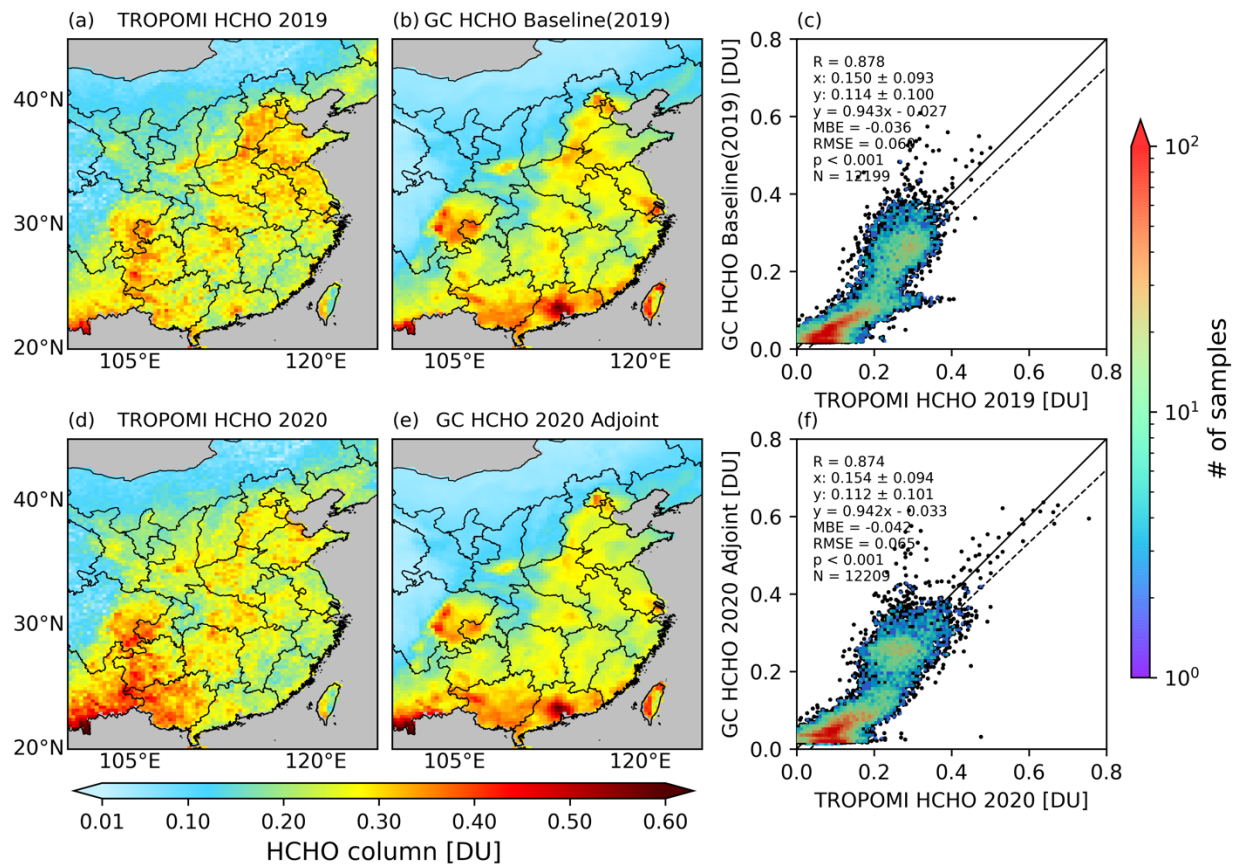 (a) TROPOMI HCHO 2019
(b) GC HCHO Baseline(2019)
(c)
40°N
30°N
20°N
105°E 120°E
105°E 120°E
GC HCHO Baseline(2019) [DU]
0.8
0.6
0.4
0.2
0.0
R = 0.878
x: 0.150 ± 0.093
y: 0.114 ± 0.100
y = 0.943x - 0.027
MBE = -0.036
RMSE = 0.060
p < 0.001
N = 12199
0.0 0.2 0.4 0.6 0.8
TROPOMI HCHO 2019 [DU]
(d) TROPOMI HCHO 2020
(e) GC HCHO 2020 Adjoint
(f)
40°N
30°N
20°N
105°E 120°E
105°E 120°E
GC HCHO 2020 Adjoint [DU]
0.8
0.6
0.4
0.2
0.0
R = 0.874
x: 0.154 ± 0.094
y: 0.112 ± 0.101
y = 0.942x - 0.033
MBE = -0.042
RMSE = 0.065
p < 0.001
N = 12209
0.0 0.2 0.4 0.6 0.8
TROPOMI HCHO 2020 [DU]
10²
10¹
10⁰
# of samples
0.01 0.10 0.20 0.30 0.40 0.50 0.60
HCHO column [DU]